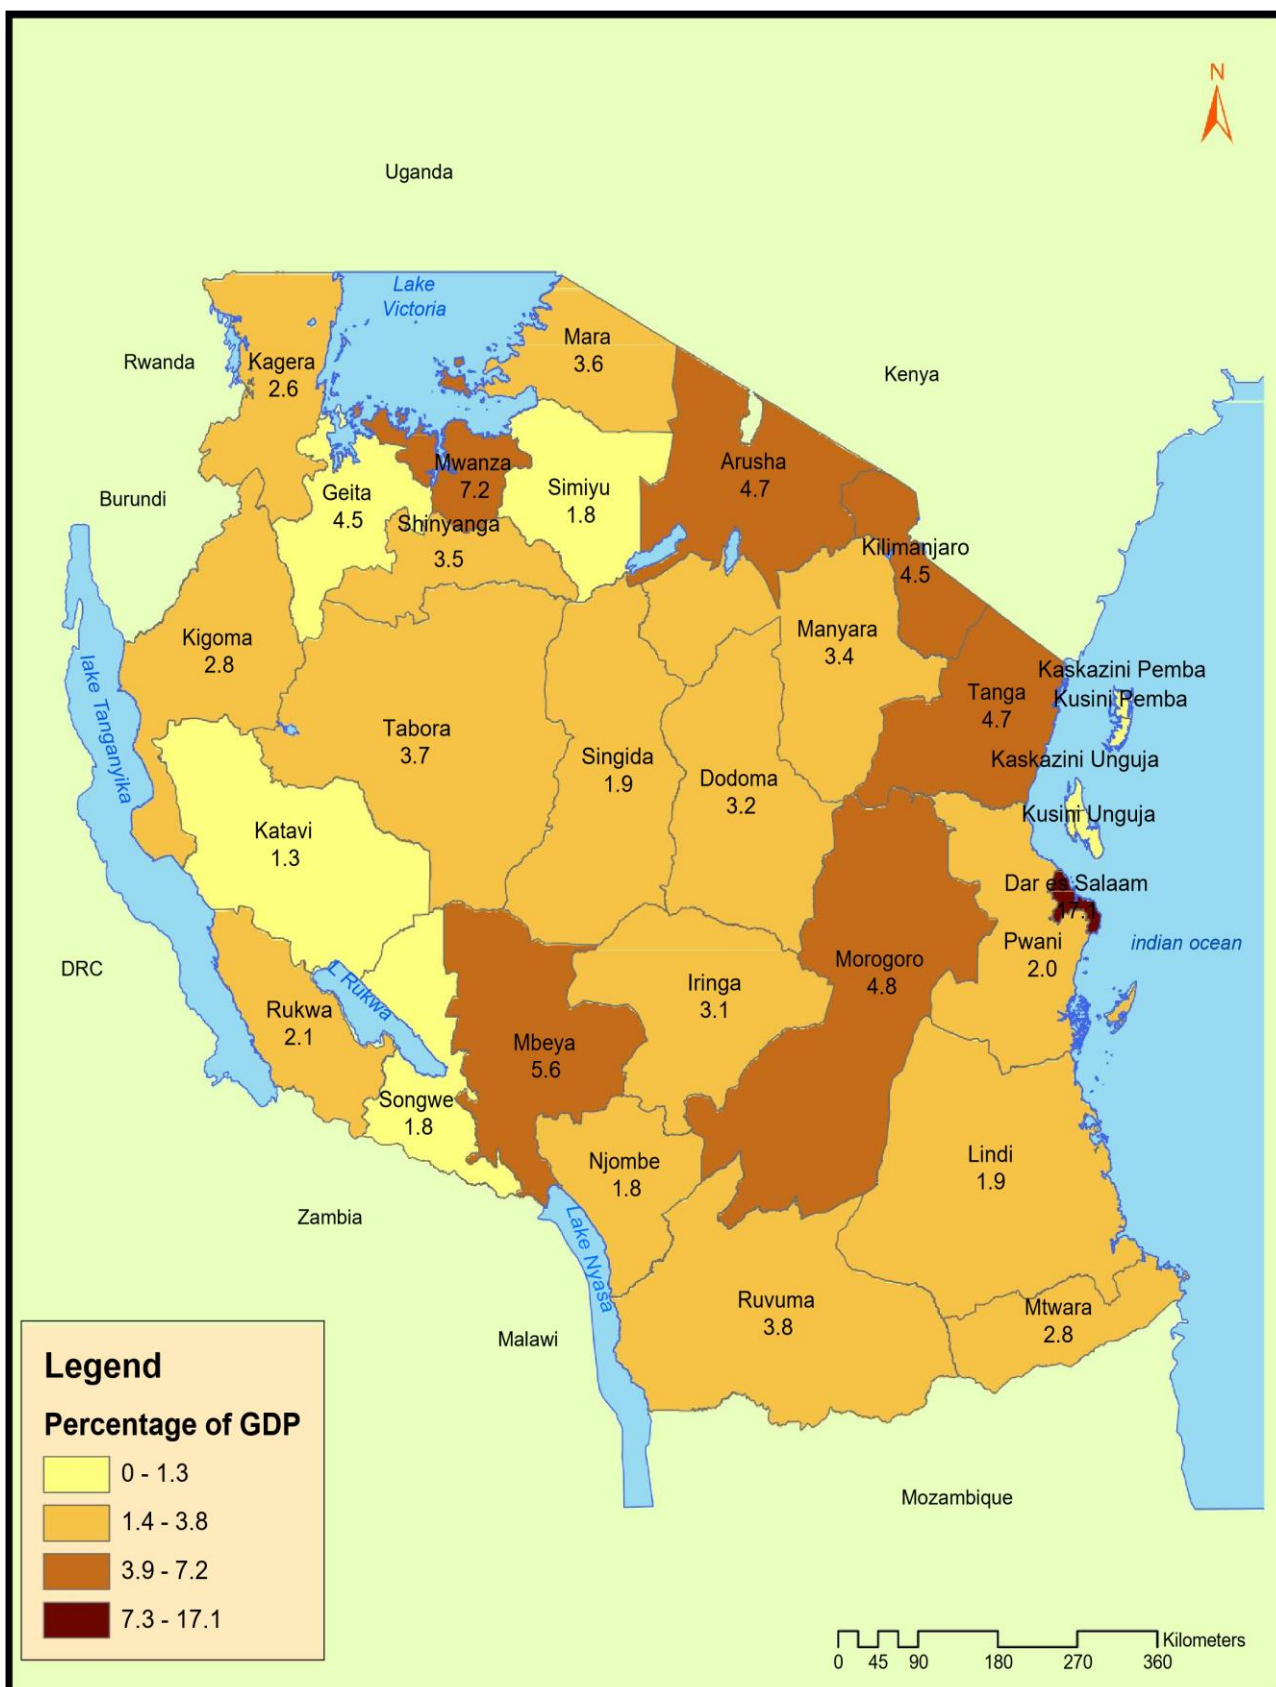 N
Uganda
Lake
Victoria
Mara
3.6
Rwanda
Kagera
2.6
Kenya
Arusha
4.7
Mwanza
7.2
Simiyu
1.8
Burundi
Geita
4.5
Shinyanga
3.5
Kilimanjaro
4.5
Kigoma
2.8
Manyara
3.4
Kaskazini Pemba
Kusini Pemba
Tanga
4.7
lake Tanganyika
Tabora
3.7
Singida
1.9
Dodoma
3.2
Kaskazini Unguja
Kusini Unguja
Katavi
1.3
Dar es Salaam
17.1
Pwani
2.0
indian ocean
DRC
Morogoro
4.8
Iringa
3.1
L Rukwa
Rukwa
2.1
Mbeya
5.6
Songwe
1.8
Njombe
1.8
Lindi
1.9
Zambia
Lake Nyasa
Ruvuma
3.8
Mtwara
2.8
Malawi
Mozambique
Legend
Percentage of GDP
0 - 1.3
1.4 - 3.8
3.9 - 7.2
7.3 - 17.1
Kilometers
0 45 90 180 270 360